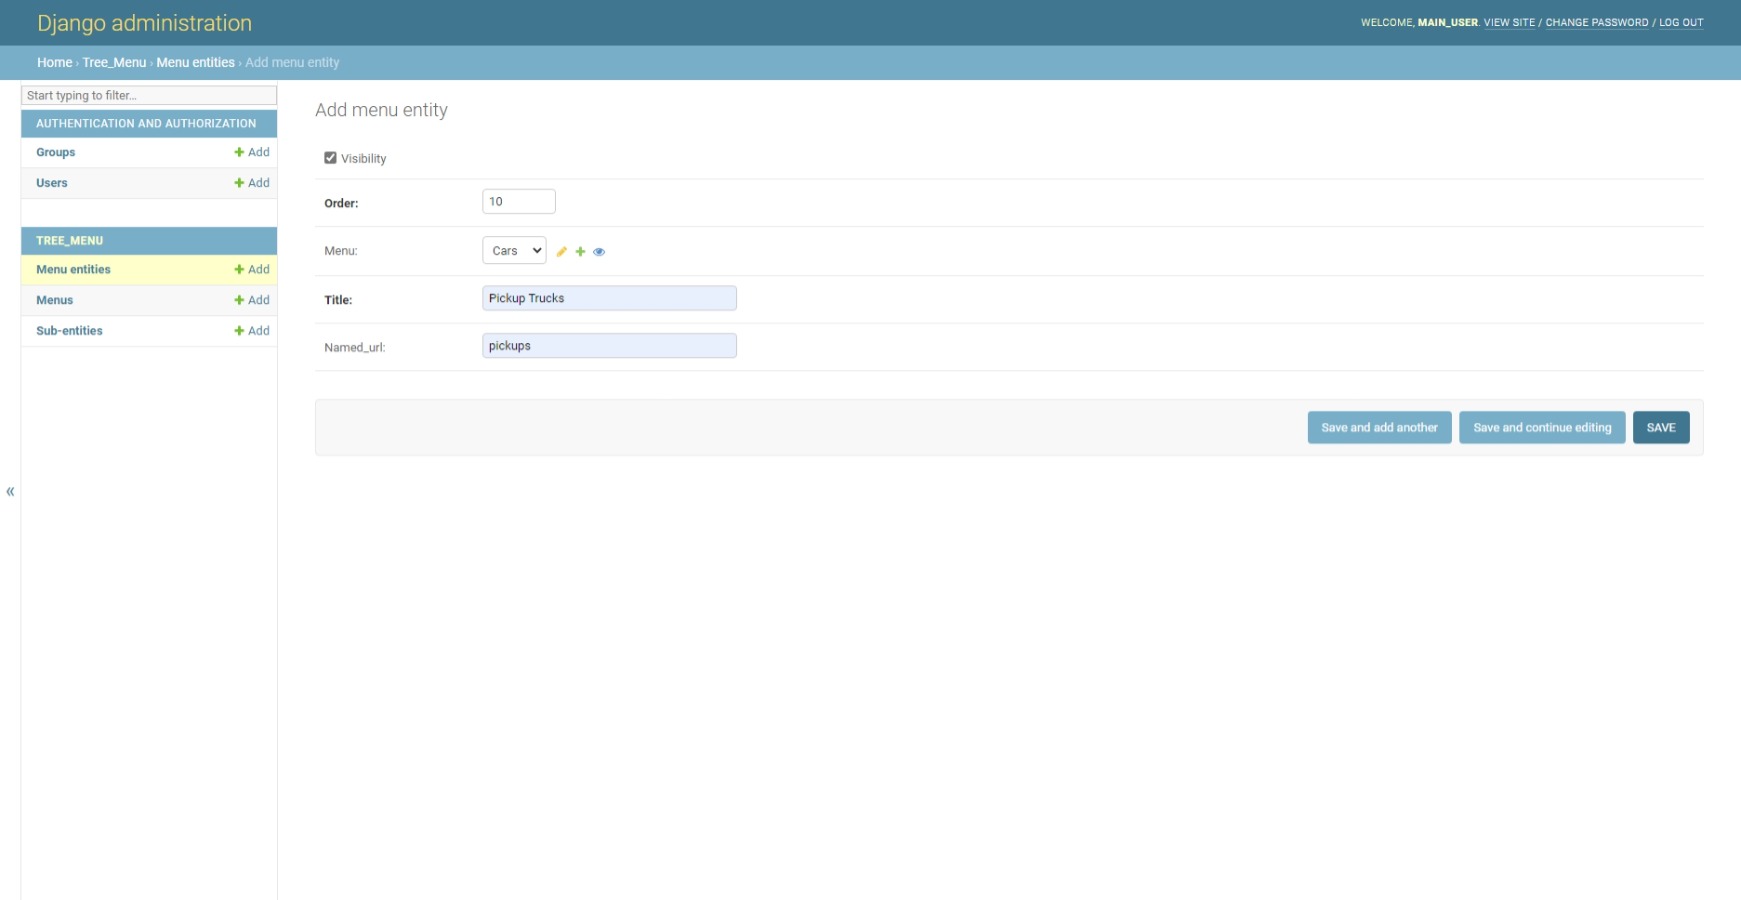 Django administration
WELCOME, MAIN_USER. VIEW SITE / CHANGE PASSWORD / LOG OUT
Home › Tree_Menu › Menu entities › Add menu entity
Start typing to filter...
AUTHENTICATION AND AUTHORIZATION
Groups + Add
Users + Add
TREE_MENU
Menu entities + Add
Menus + Add
Sub-entities + Add
«
Add menu entity
Visibility
Order: 10
Menu: Cars
Title: Pickup Trucks
Named_url: pickups
Save and add another Save and continue editing SAVE